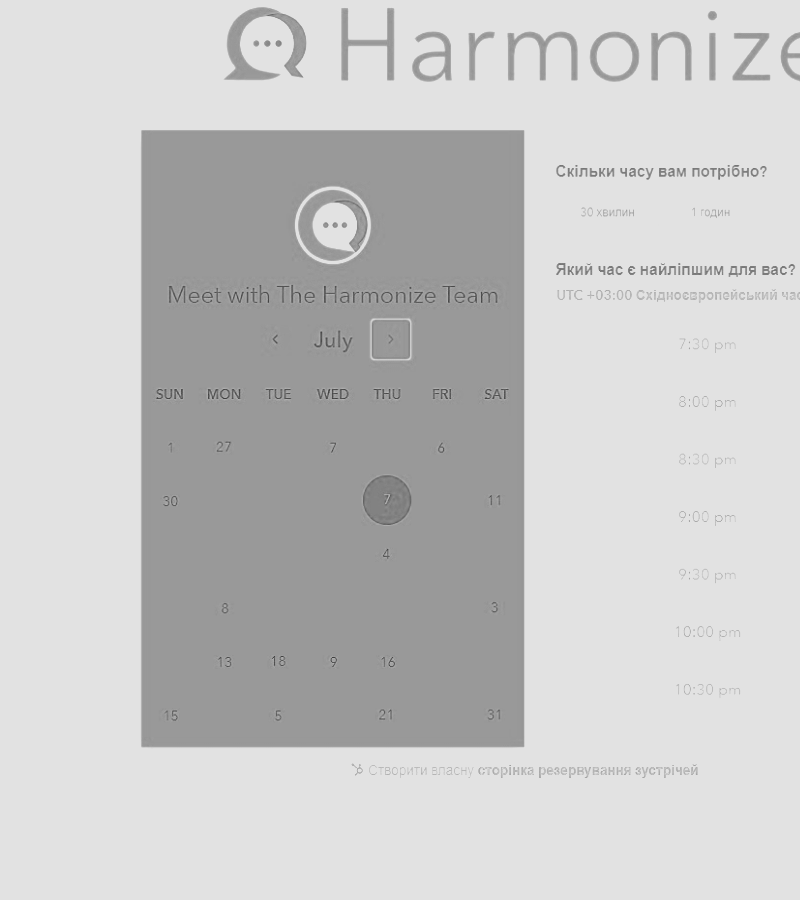 Harmonize
Meet with The Harmonize Team
July
SUN MON TUE WED THU FRI SAT
1 27 7 6
30 7 11
4
8 3
13 18 9 16
15 5 21 31
Скільки часу вам потрібно?
30 хвилин 1 годин
Який час є найліпшим для вас?
UTC +03:00 Східноєвропейський час
7:30 pm
8:00 pm
8:30 pm
9:00 pm
9:30 pm
10:00 pm
10:30 pm
Створити власну сторінка резервування зустрічей